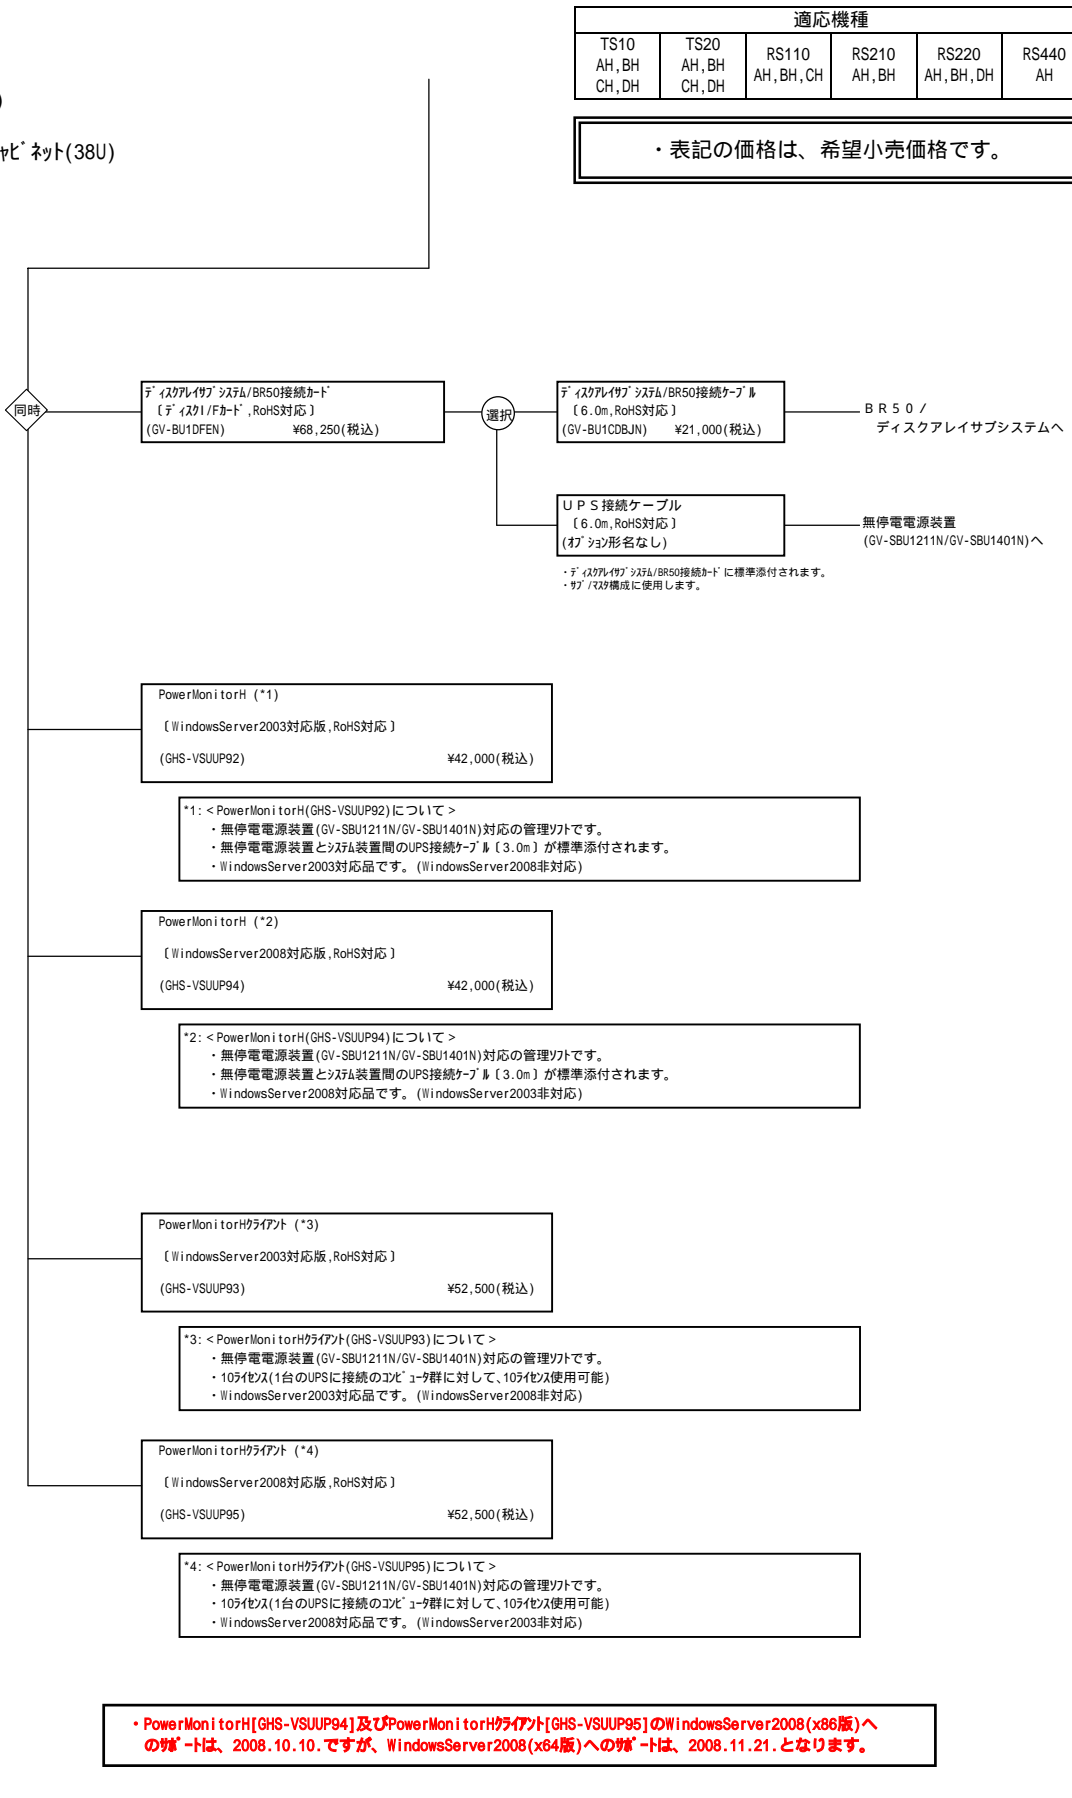 適応機種
TS10 AH,BH CH,DH
TS20 AH,BH CH,DH
RS110 AH,BH,CH
RS210 AH,BH
RS220 AH,BH,DH
RS440 AH
ｬﾋﾞﾈｯﾄ(38U)
・表記の価格は、希望小売価格です。
同時
ﾃﾞｨｽｸｱﾚｲｻﾌﾞｼｽﾃﾑ/BR50接続ｶｰﾄﾞ
〔ﾃﾞｨｽｸI/Fｶｰﾄﾞ,RoHS対応〕
(GV-BU1DFEN) ¥68,250(税込)
選択
ﾃﾞｨｽｸｱﾚｲｻﾌﾞｼｽﾃﾑ/BR50接続ｹｰﾌﾞﾙ
〔6.0m,RoHS対応〕
(GV-BU1CDBJN) ¥21,000(税込)
ＢＲ５０/
ディスクアレイサブシステムへ
ＵＰＳ接続ケーブル
〔6.0m,RoHS対応〕
(ｵﾌﾟｼｮﾝ形名なし)
無停電電源装置
(GV-SBU1211N/GV-SBU1401N)へ
・ﾃﾞｨｽｸｱﾚｲｻﾌﾞｼｽﾃﾑ/BR50接続ｶｰﾄﾞに標準添付されます。
・ｻﾌﾞ/ﾏｽﾀ構成に使用します。
PowerMonitorH (*1)
〔WindowsServer2003対応版,RoHS対応〕
(GHS-VSUUP92) ¥42,000(税込)
*1:＜PowerMonitorH(GHS-VSUUP92)について＞
・無停電電源装置(GV-SBU1211N/GV-SBU1401N)対応の管理ｿﾌﾄです。
・無停電電源装置とｼｽﾃﾑ装置間のUPS接続ｹｰﾌﾞﾙ〔3.0m〕が標準添付されます。
・WindowsServer2003対応品です。(WindowsServer2008非対応)
PowerMonitorH (*2)
〔WindowsServer2008対応版,RoHS対応〕
(GHS-VSUUP94) ¥42,000(税込)
*2:＜PowerMonitorH(GHS-VSUUP94)について＞
・無停電電源装置(GV-SBU1211N/GV-SBU1401N)対応の管理ｿﾌﾄです。
・無停電電源装置とｼｽﾃﾑ装置間のUPS接続ｹｰﾌﾞﾙ〔3.0m〕が標準添付されます。
・WindowsServer2008対応品です。(WindowsServer2003非対応)
PowerMonitorHｸﾗｲｱﾝﾄ (*3)
〔WindowsServer2003対応版,RoHS対応〕
(GHS-VSUUP93) ¥52,500(税込)
*3:＜PowerMonitorHｸﾗｲｱﾝﾄ(GHS-VSUUP93)について＞
・無停電電源装置(GV-SBU1211N/GV-SBU1401N)対応の管理ｿﾌﾄです。
・10ﾗｲｾﾝｽ(1台のUPSに接続のｺﾝﾋﾟｭｰﾀ群に対して、10ﾗｲｾﾝｽ使用可能)
・WindowsServer2003対応品です。(WindowsServer2008非対応)
PowerMonitorHｸﾗｲｱﾝﾄ (*4)
〔WindowsServer2008対応版,RoHS対応〕
(GHS-VSUUP95) ¥52,500(税込)
*4:＜PowerMonitorHｸﾗｲｱﾝﾄ(GHS-VSUUP95)について＞
・無停電電源装置(GV-SBU1211N/GV-SBU1401N)対応の管理ｿﾌﾄです。
・10ﾗｲｾﾝｽ(1台のUPSに接続のｺﾝﾋﾟｭｰﾀ群に対して、10ﾗｲｾﾝｽ使用可能)
・WindowsServer2008対応品です。(WindowsServer2003非対応)
・PowerMonitorH[GHS-VSUUP94]及びPowerMonitorHｸﾗｲｱﾝﾄ[GHS-VSUUP95]のWindowsServer2008(x86版)へ
のｻﾎﾟｰﾄは、2008.10.10.ですが、WindowsServer2008(x64版)へのｻﾎﾟｰﾄは、2008.11.21.となります。